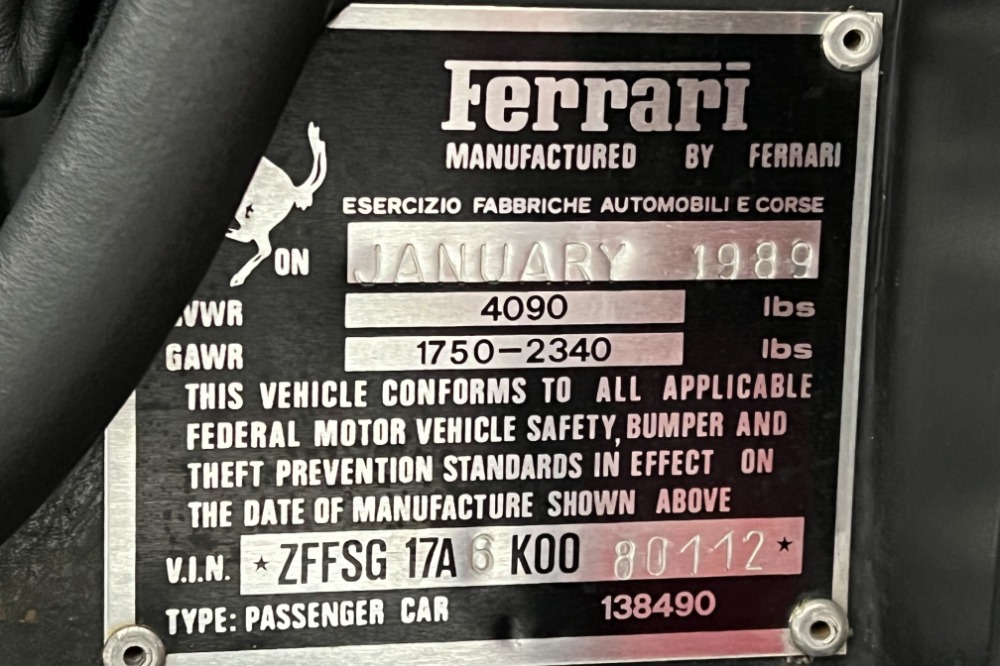 Ferrari
MANUFACTURED BY FERRARI
ESERCIZIO FABBRICHE AUTOMOBILI E CORSE
ON JANUARY 1989
VWR 4090 lbs
GAWR 1750-2340 lbs
THIS VEHICLE CONFORMS TO ALL APPLICABLE
FEDERAL MOTOR VEHICLE SAFETY, BUMPER AND
THEFT PREVENTION STANDARDS IN EFFECT ON
THE DATE OF MANUFACTURE SHOWN ABOVE
V.I.N. ★ ZFFSG 17A 6 K00 80112 ★
TYPE: PASSENGER CAR 138490